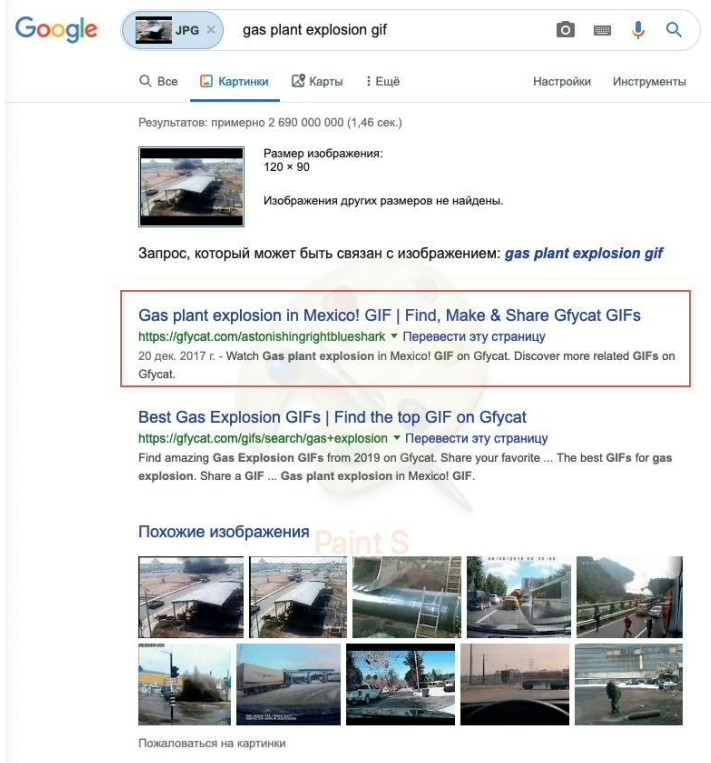 Google JPG × gas plant explosion gif
Все Картинки Карты Ещё Настройки Инструменты
Результатов: примерно 2 690 000 000 (1,46 сек.)
Размер изображения:
120 × 90
Изображения других размеров не найдены.
Запрос, который может быть связан с изображением: gas plant explosion gif
Gas plant explosion in Mexico! GIF | Find, Make & Share Gfycat GIFs
https://gfycat.com/astonishingrightblueshark ▾ Перевести эту страницу
20 дек. 2017 г. - Watch Gas plant explosion in Mexico! GIF on Gfycat. Discover more related GIFs on
Gfycat.
Best Gas Explosion GIFs | Find the top GIF on Gfycat
https://gfycat.com/gifs/search/gas+explosion ▾ Перевести эту страницу
Find amazing Gas Explosion GIFs from 2019 on Gfycat. Share your favorite ... The best GIFs for gas
explosion. Share a GIF ... Gas plant explosion in Mexico! GIF.
Похожие изображения
Paint S
Пожаловаться на картинки